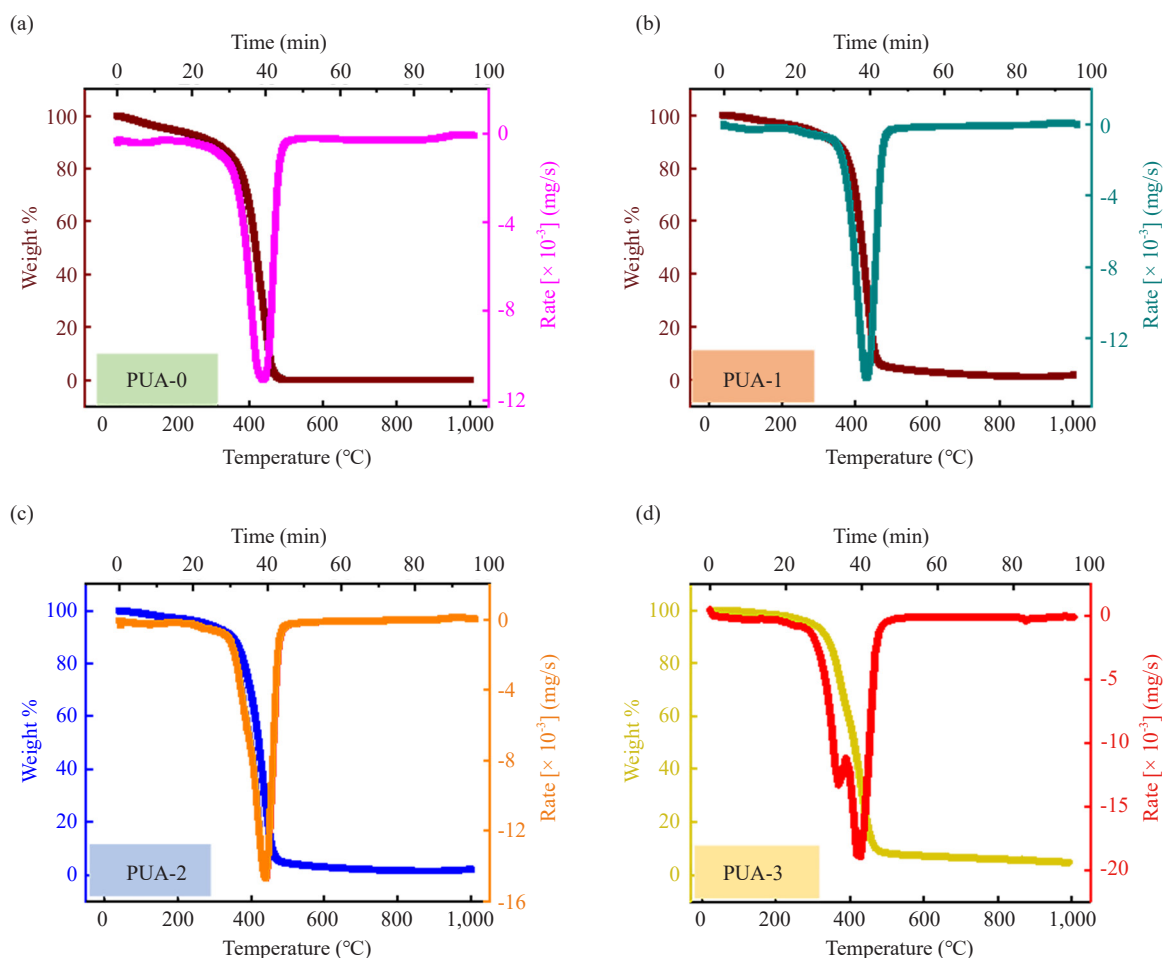 (a)
Time (min)
0 20 40 60 80 100
100
80
60
40
20
0
Weight %
0
-4
-8
-12
Rate [× 10⁻³] (mg/s)
PUA-0
0 200 400 600 800 1,000
Temperature (℃)
(b)
Time (min)
0 20 40 60 80 100
100
80
60
40
20
0
Weight %
0
-4
-8
-12
Rate [× 10⁻³] (mg/s)
PUA-1
0 200 400 600 800 1,000
Temperature (℃)
(c)
Time (min)
0 20 40 60 80 100
100
80
60
40
20
0
Weight %
0
-4
-8
-12
-16
Rate [× 10⁻³] (mg/s)
PUA-2
0 200 400 600 800 1,000
Temperature (℃)
(d)
Time (min)
0 20 40 60 80 100
100
80
60
40
20
0
Weight %
0
-5
-10
-15
-20
Rate [× 10⁻³] (mg/s)
PUA-3
0 200 400 600 800 1,000
Temperature (℃)